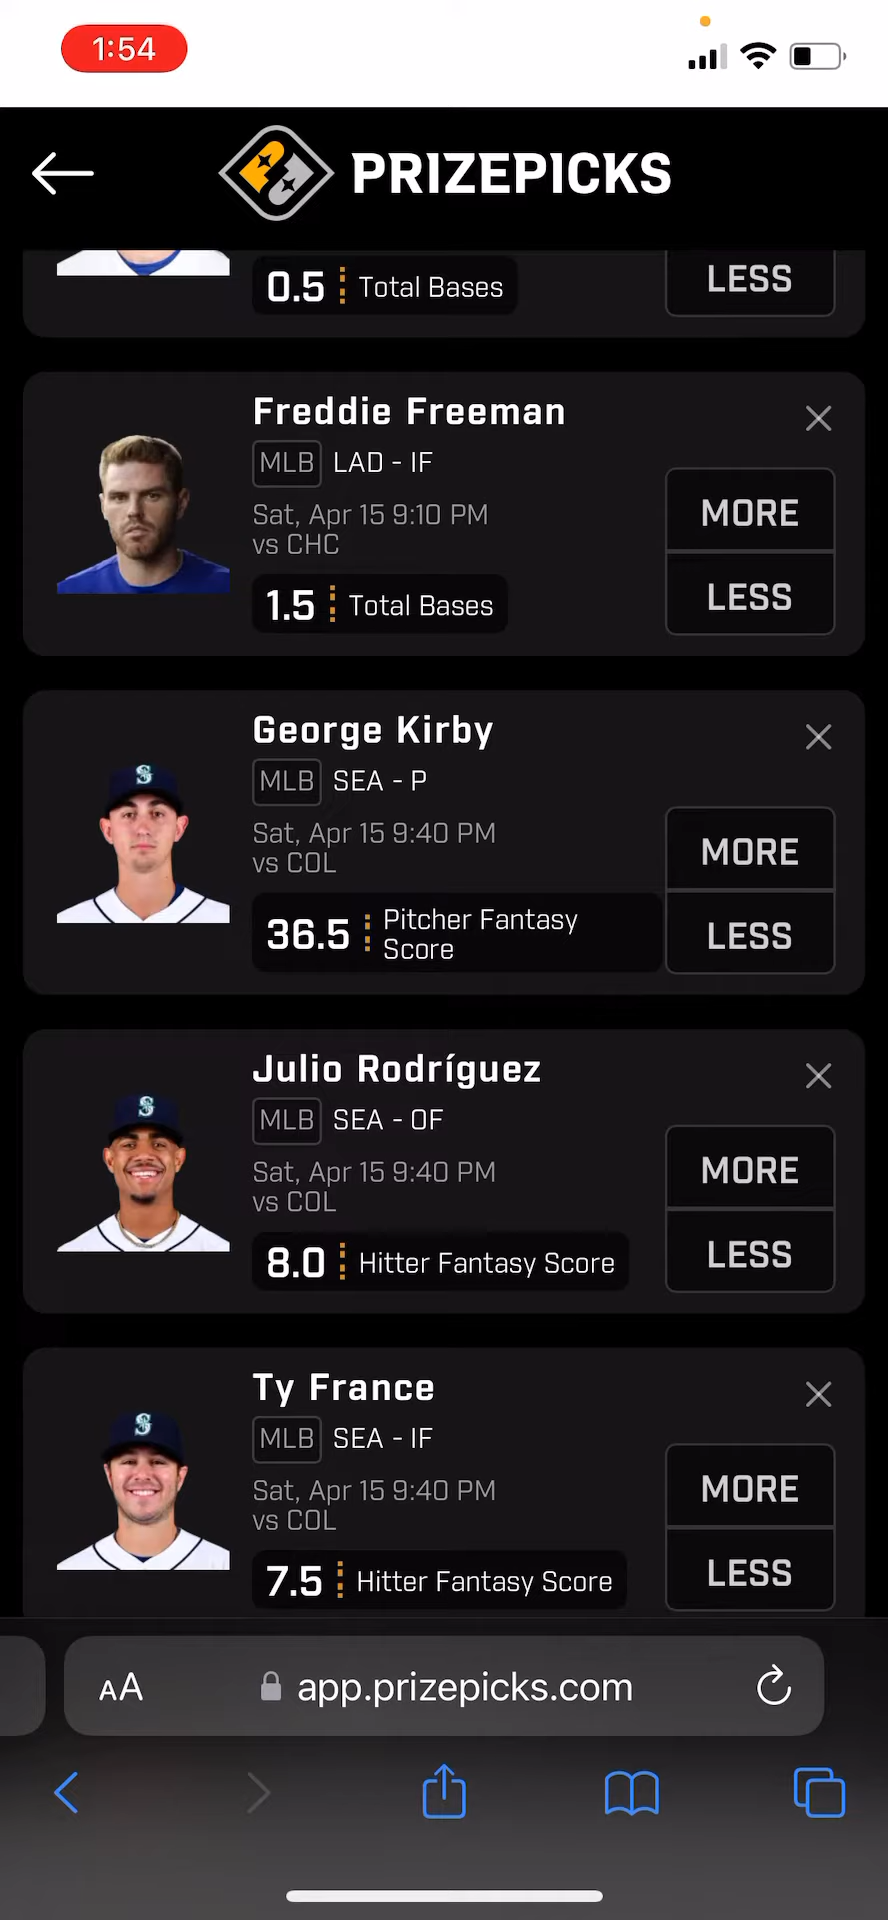 1:54
PRIZEPICKS
0.5 Total Bases
LESS
Freddie Freeman
MLB LAD - IF
Sat, Apr 15 9:10 PM
vs CHC
1.5 Total Bases
MORE
LESS
George Kirby
MLB SEA - P
Sat, Apr 15 9:40 PM
vs COL
36.5 Pitcher Fantasy
Score
MORE
LESS
Julio Rodríguez
MLB SEA - OF
Sat, Apr 15 9:40 PM
vs COL
8.0 Hitter Fantasy Score
MORE
LESS
Ty France
MLB SEA - IF
Sat, Apr 15 9:40 PM
vs COL
7.5 Hitter Fantasy Score
MORE
LESS
AA app.prizepicks.com